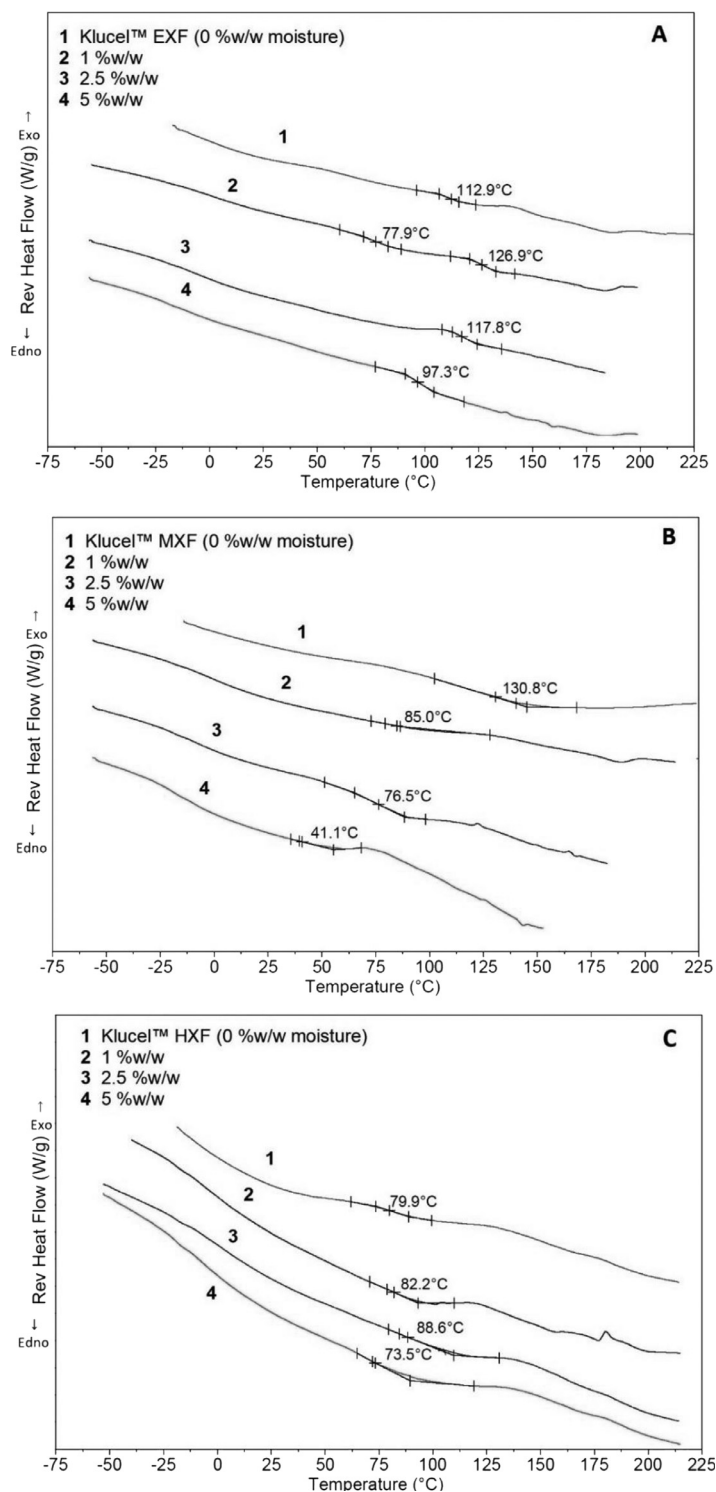 A
1 Klucel™ EXF (0 %w/w moisture)
2 1 %w/w
3 2.5 %w/w
4 5 %w/w
Rev Heat Flow (W/g)
↑
Exo
↓
Edno
1
112.9°C
2
77.9°C
126.9°C
3
117.8°C
4
97.3°C
-75 -50 -25 0 25 50 75 100 125 150 175 200 225
Temperature (°C)
B
1 Klucel™ MXF (0 %w/w moisture)
2 1 %w/w
3 2.5 %w/w
4 5 %w/w
Rev Heat Flow (W/g)
↑
Exo
↓
Edno
1
130.8°C
2
85.0°C
3
76.5°C
4
41.1°C
-75 -50 -25 0 25 50 75 100 125 150 175 200 225
Temperature (°C)
C
1 Klucel™ HXF (0 %w/w moisture)
2 1 %w/w
3 2.5 %w/w
4 5 %w/w
Rev Heat Flow (W/g)
↑
Exo
↓
Edno
1
79.9°C
2
82.2°C
3
88.6°C
4
73.5°C
-75 -50 -25 0 25 50 75 100 125 150 175 200 225
Temperature (°C)